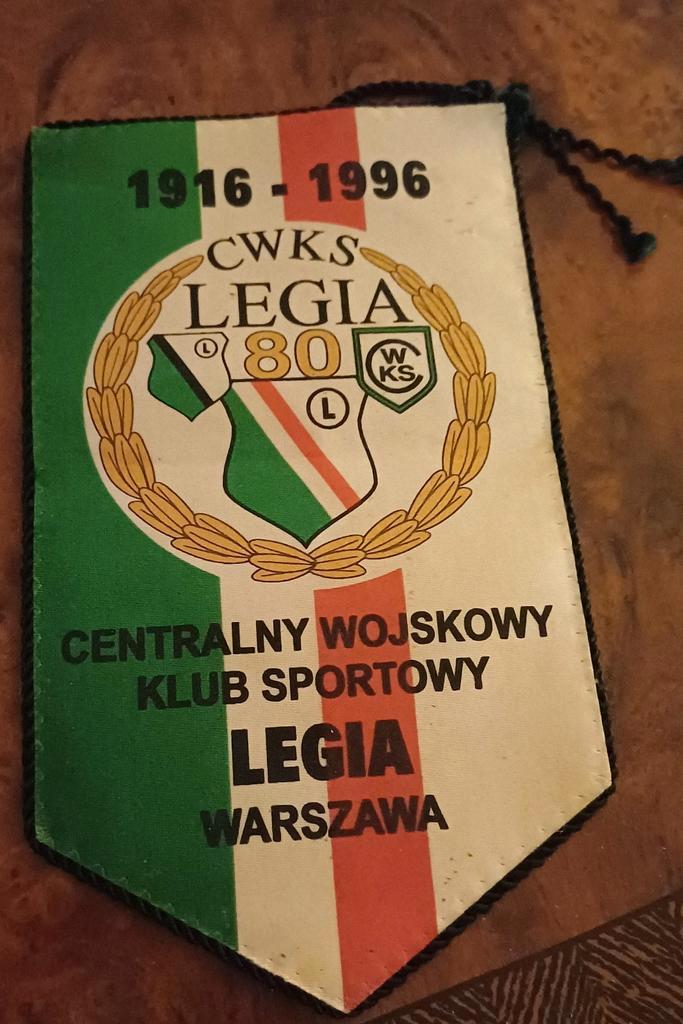 1916 - 1996
CWKS
LEGIA
80
L
CWKS
L
CENTRALNY WOJSKOWY
KLUB SPORTOWY
LEGIA
WARSZAWA